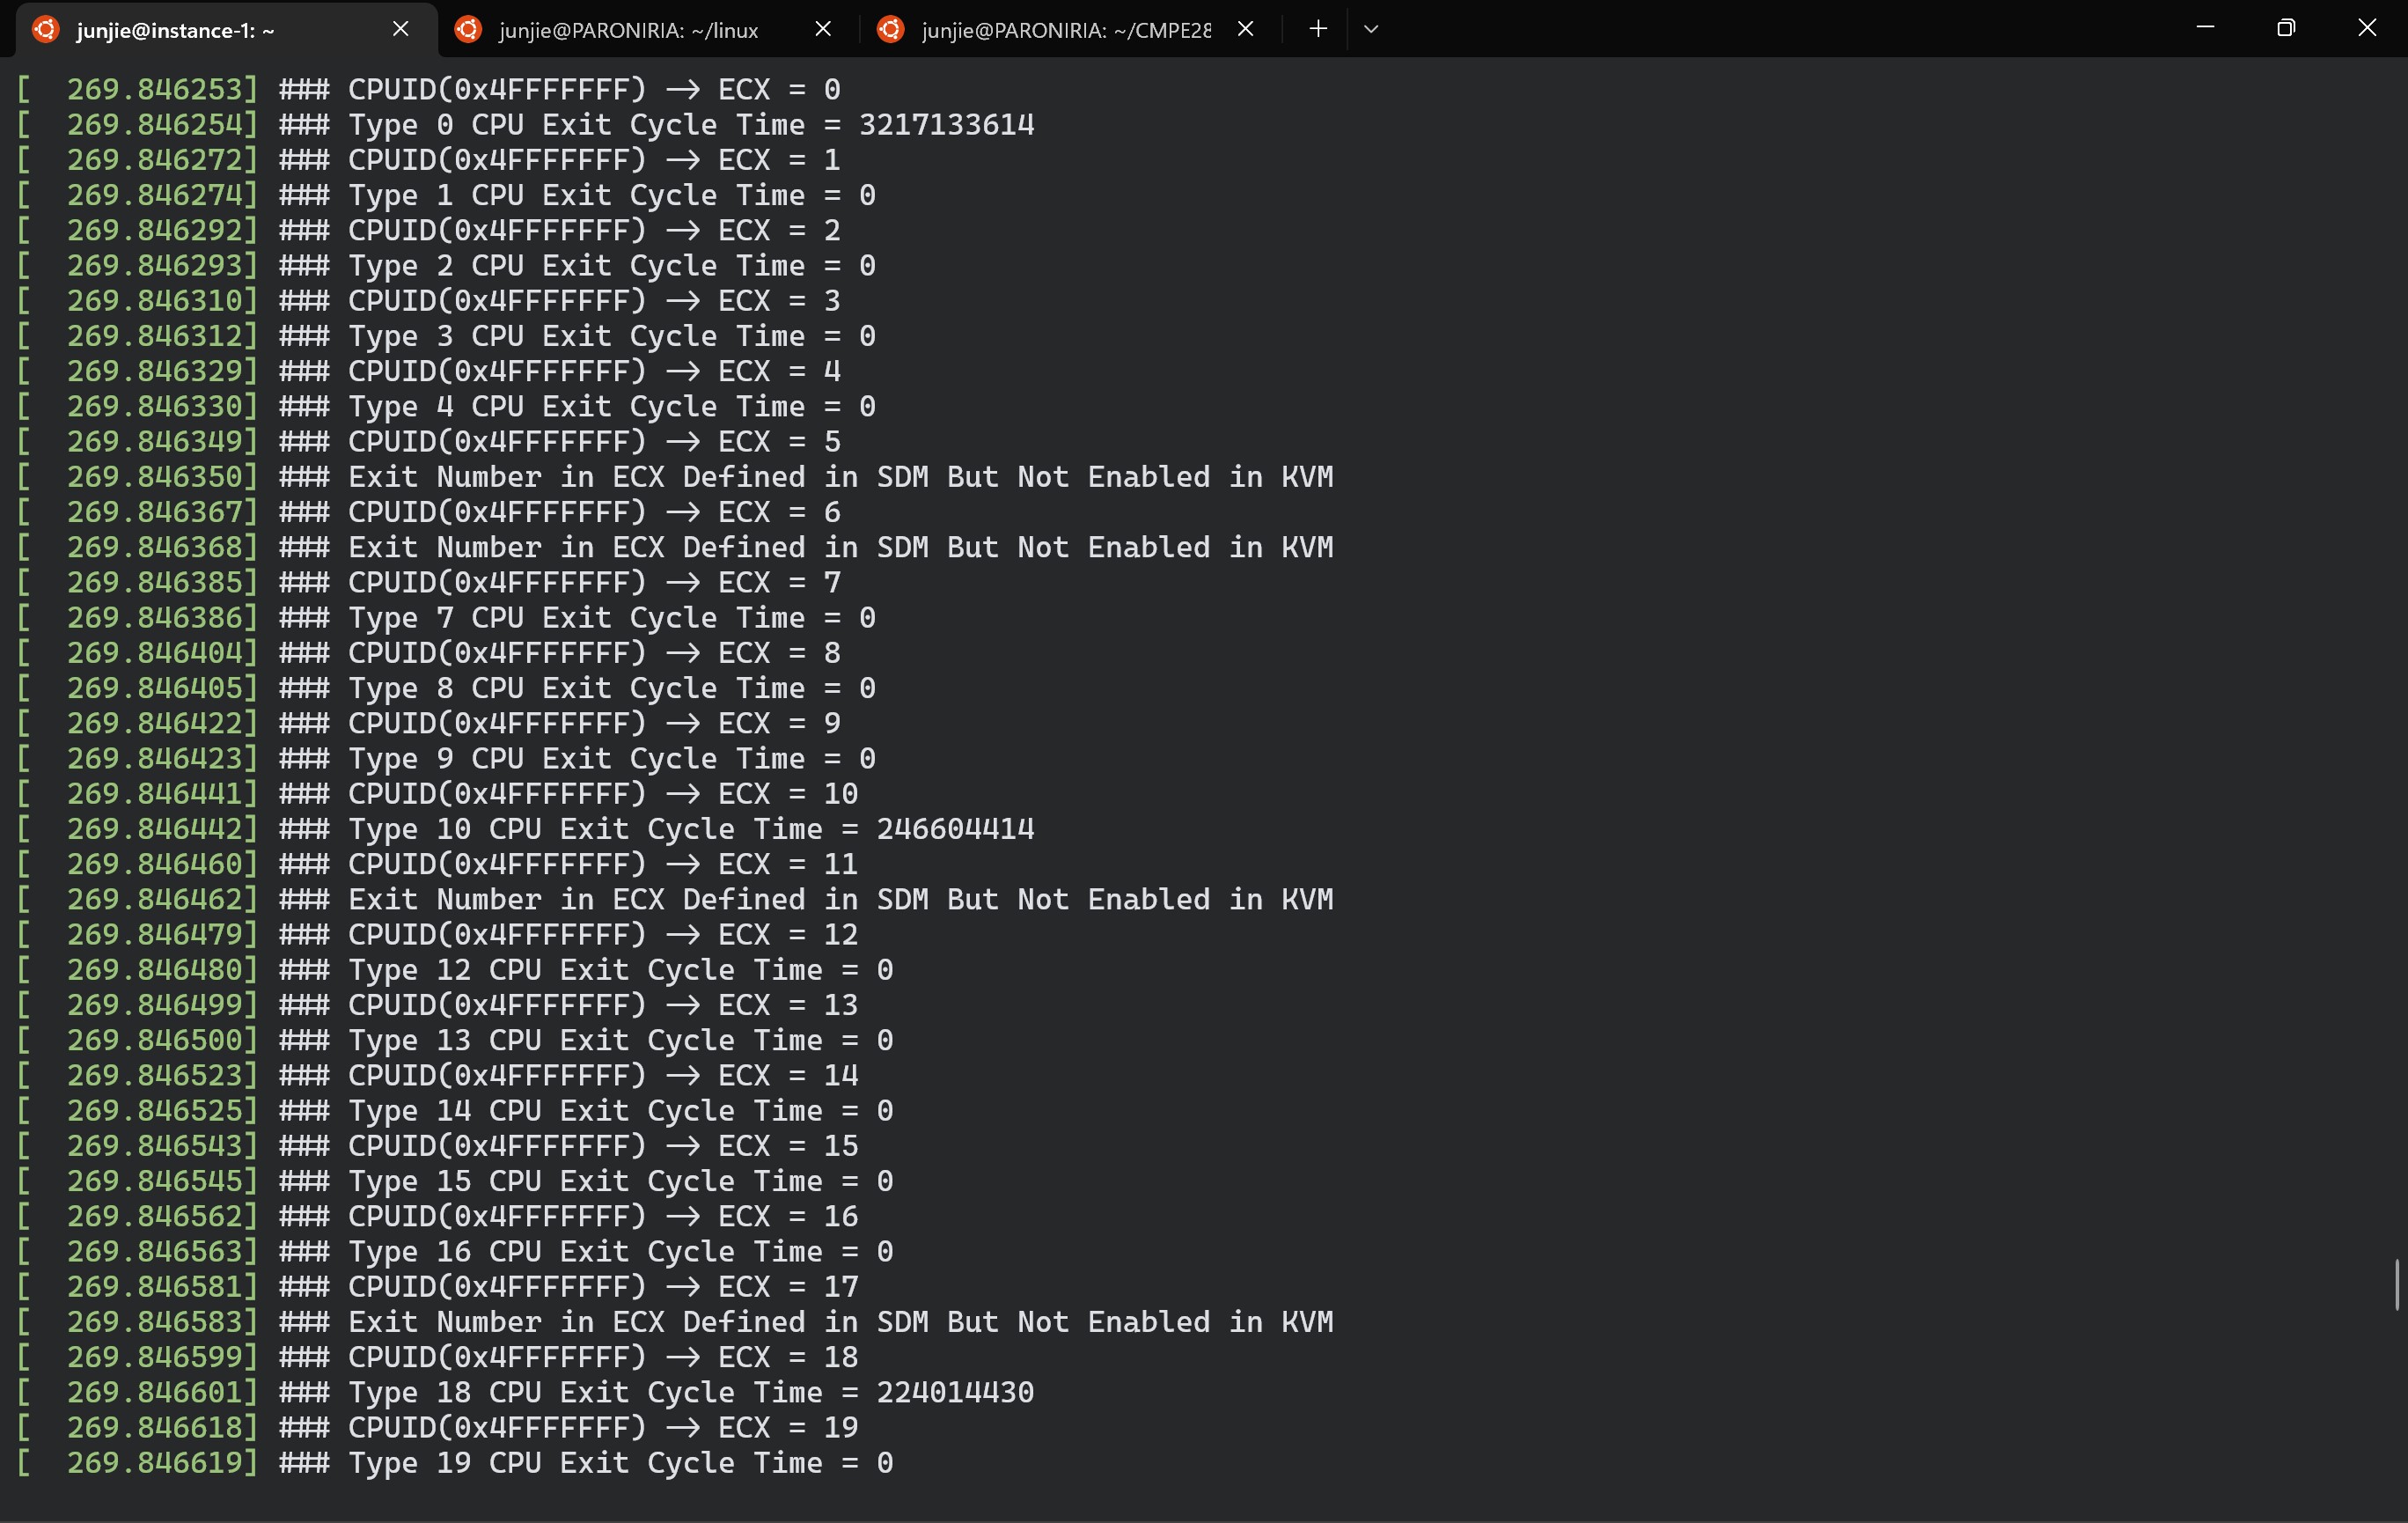 junjie@instance-1: ~
junjie@PARONIRIA: ~/linux
junjie@PARONIRIA: ~/CMPE28
[  269.846253] ### CPUID(0x4FFFFFFF) --> ECX = 0
[  269.846254] ### Type 0 CPU Exit Cycle Time = 3217133614
[  269.846272] ### CPUID(0x4FFFFFFF) --> ECX = 1
[  269.846274] ### Type 1 CPU Exit Cycle Time = 0
[  269.846292] ### CPUID(0x4FFFFFFF) --> ECX = 2
[  269.846293] ### Type 2 CPU Exit Cycle Time = 0
[  269.846310] ### CPUID(0x4FFFFFFF) --> ECX = 3
[  269.846312] ### Type 3 CPU Exit Cycle Time = 0
[  269.846329] ### CPUID(0x4FFFFFFF) --> ECX = 4
[  269.846330] ### Type 4 CPU Exit Cycle Time = 0
[  269.846349] ### CPUID(0x4FFFFFFF) --> ECX = 5
[  269.846350] ### Exit Number in ECX Defined in SDM But Not Enabled in KVM
[  269.846367] ### CPUID(0x4FFFFFFF) --> ECX = 6
[  269.846368] ### Exit Number in ECX Defined in SDM But Not Enabled in KVM
[  269.846385] ### CPUID(0x4FFFFFFF) --> ECX = 7
[  269.846386] ### Type 7 CPU Exit Cycle Time = 0
[  269.846404] ### CPUID(0x4FFFFFFF) --> ECX = 8
[  269.846405] ### Type 8 CPU Exit Cycle Time = 0
[  269.846422] ### CPUID(0x4FFFFFFF) --> ECX = 9
[  269.846423] ### Type 9 CPU Exit Cycle Time = 0
[  269.846441] ### CPUID(0x4FFFFFFF) --> ECX = 10
[  269.846442] ### Type 10 CPU Exit Cycle Time = 246604414
[  269.846460] ### CPUID(0x4FFFFFFF) --> ECX = 11
[  269.846462] ### Exit Number in ECX Defined in SDM But Not Enabled in KVM
[  269.846479] ### CPUID(0x4FFFFFFF) --> ECX = 12
[  269.846480] ### Type 12 CPU Exit Cycle Time = 0
[  269.846499] ### CPUID(0x4FFFFFFF) --> ECX = 13
[  269.846500] ### Type 13 CPU Exit Cycle Time = 0
[  269.846523] ### CPUID(0x4FFFFFFF) --> ECX = 14
[  269.846525] ### Type 14 CPU Exit Cycle Time = 0
[  269.846543] ### CPUID(0x4FFFFFFF) --> ECX = 15
[  269.846545] ### Type 15 CPU Exit Cycle Time = 0
[  269.846562] ### CPUID(0x4FFFFFFF) --> ECX = 16
[  269.846563] ### Type 16 CPU Exit Cycle Time = 0
[  269.846581] ### CPUID(0x4FFFFFFF) --> ECX = 17
[  269.846583] ### Exit Number in ECX Defined in SDM But Not Enabled in KVM
[  269.846599] ### CPUID(0x4FFFFFFF) --> ECX = 18
[  269.846601] ### Type 18 CPU Exit Cycle Time = 224014430
[  269.846618] ### CPUID(0x4FFFFFFF) --> ECX = 19
[  269.846619] ### Type 19 CPU Exit Cycle Time = 0